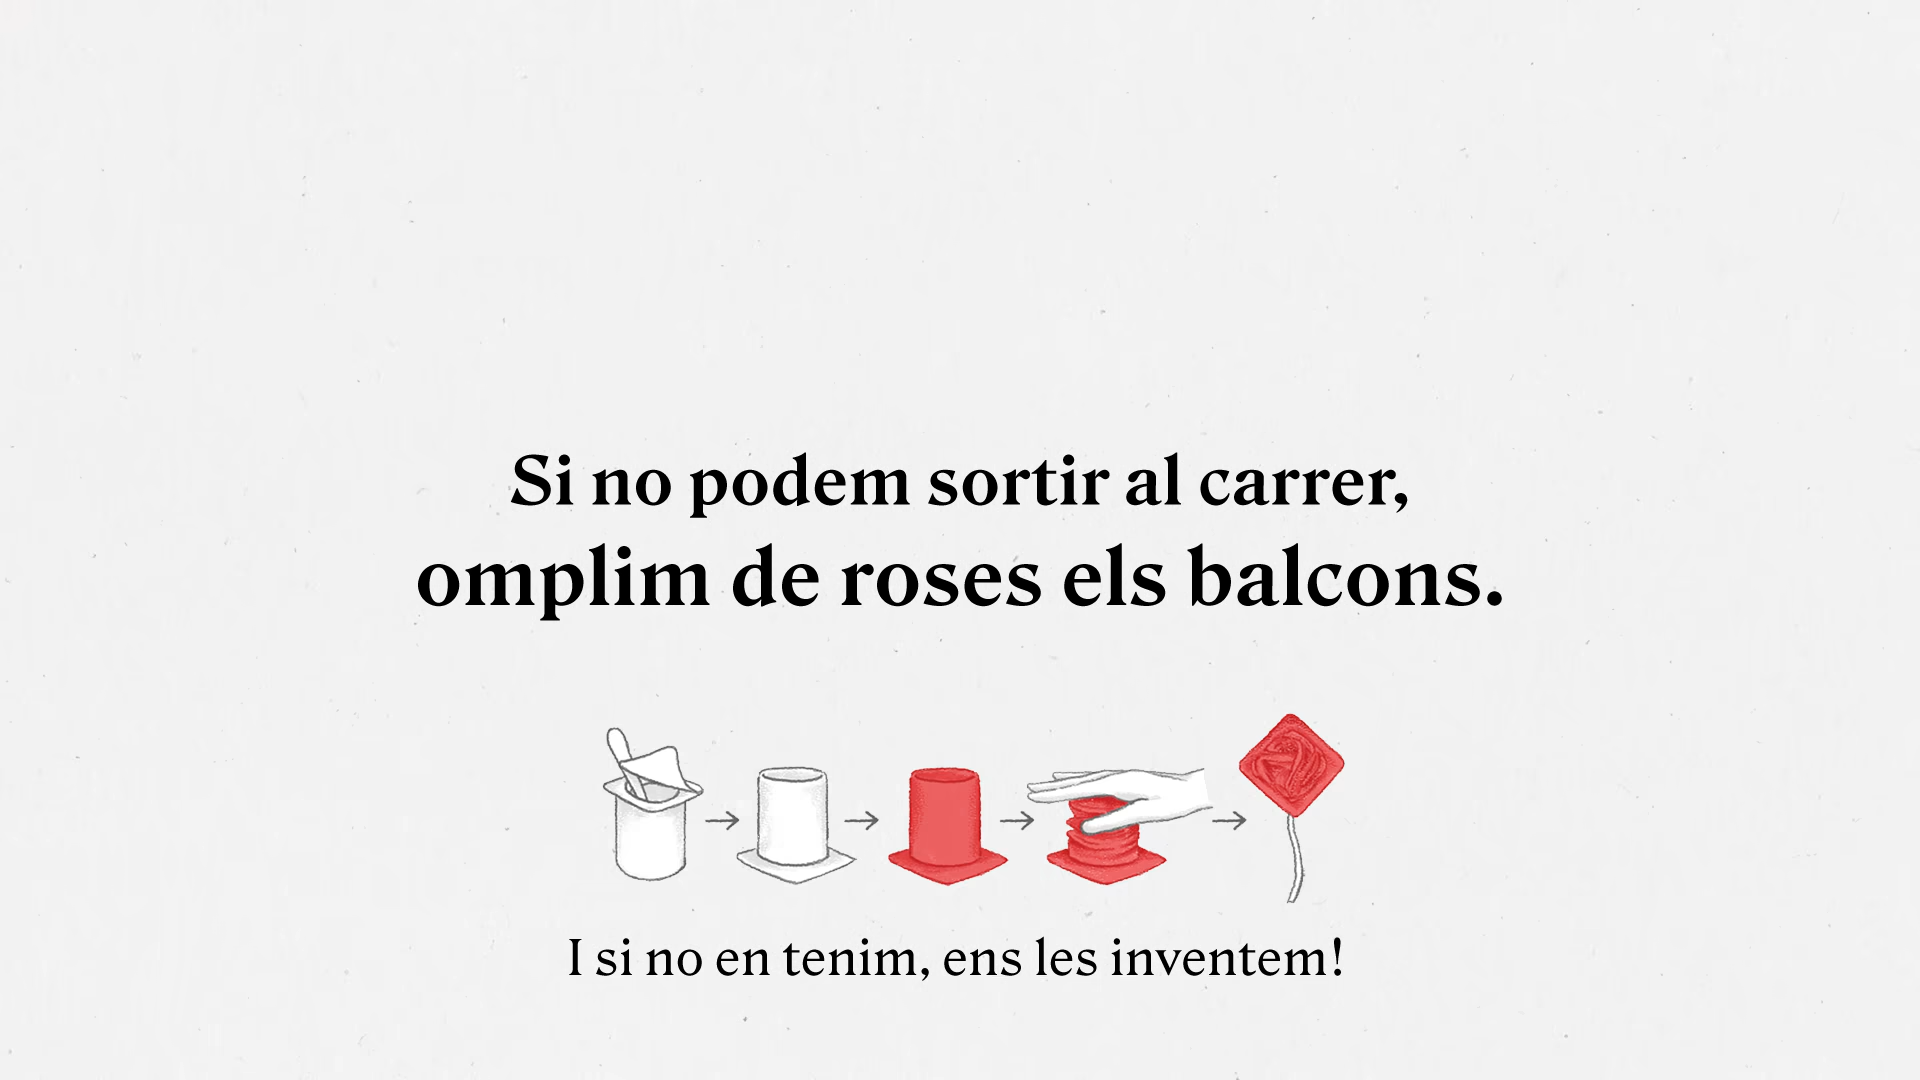 Si no podem sortir al carrer,
omplim de roses els balcons.
I si no en tenim, ens les inventem!